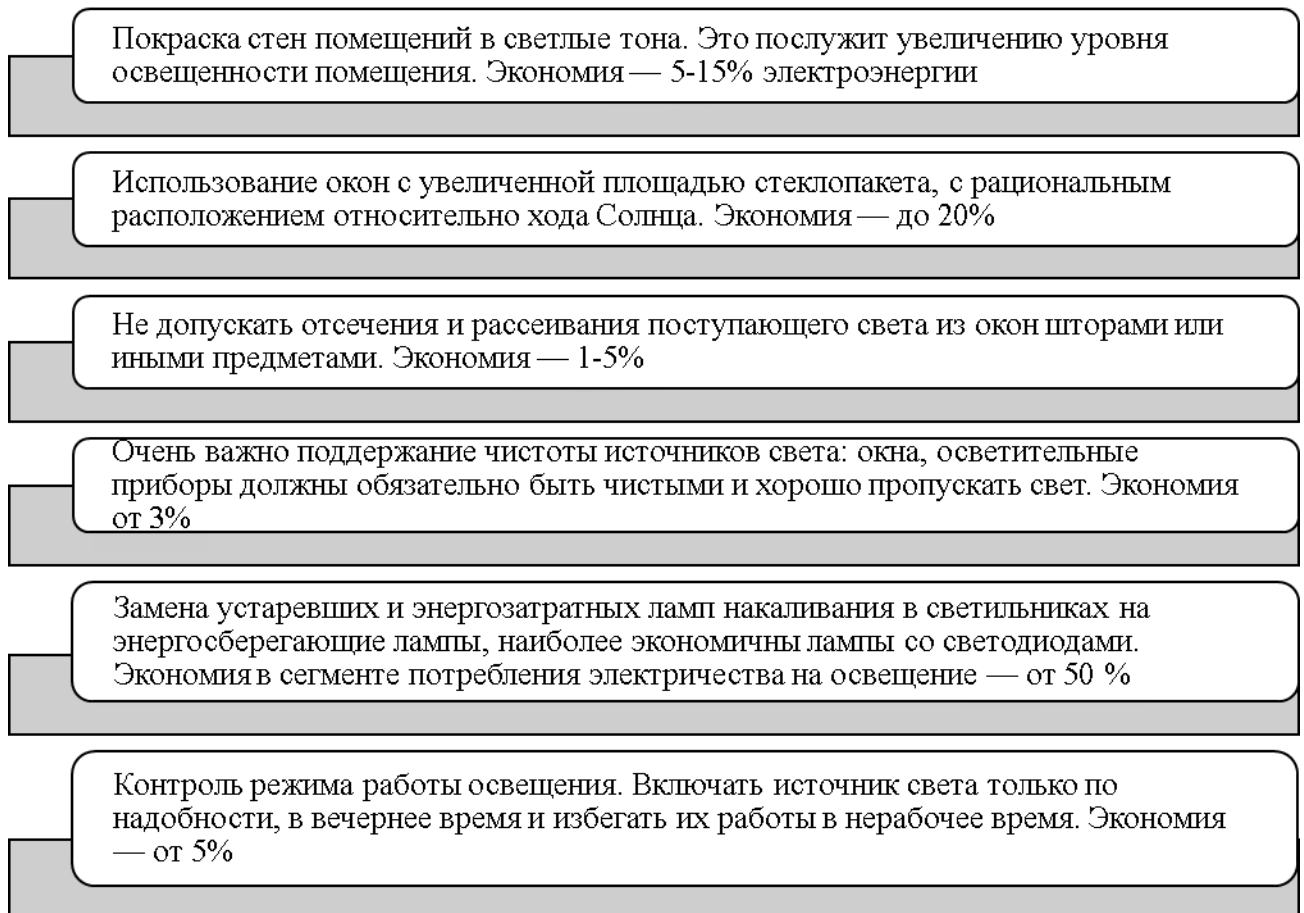 Покраска стен помещений в светлые тона. Это послужит увеличению уровня
освещенности помещения. Экономия — 5-15% электроэнергии
Использование окон с увеличенной площадью стеклопакета, с рациональным
расположением относительно хода Солнца. Экономия — до 20%
Не допускать отсечения и рассеивания поступающего света из окон шторами или
иными предметами. Экономия — 1-5%
Очень важно поддержание чистоты источников света: окна, осветительные
приборы должны обязательно быть чистыми и хорошо пропускать свет. Экономия
от 3%
Замена устаревших и энергозатратных ламп накаливания в светильниках на
энергосберегающие лампы, наиболее экономичны лампы со светодиодами.
Экономия в сегменте потребления электричества на освещение — от 50 %
Контроль режима работы освещения. Включать источник света только по
надобности, в вечернее время и избегать их работы в нерабочее время. Экономия
— от 5%